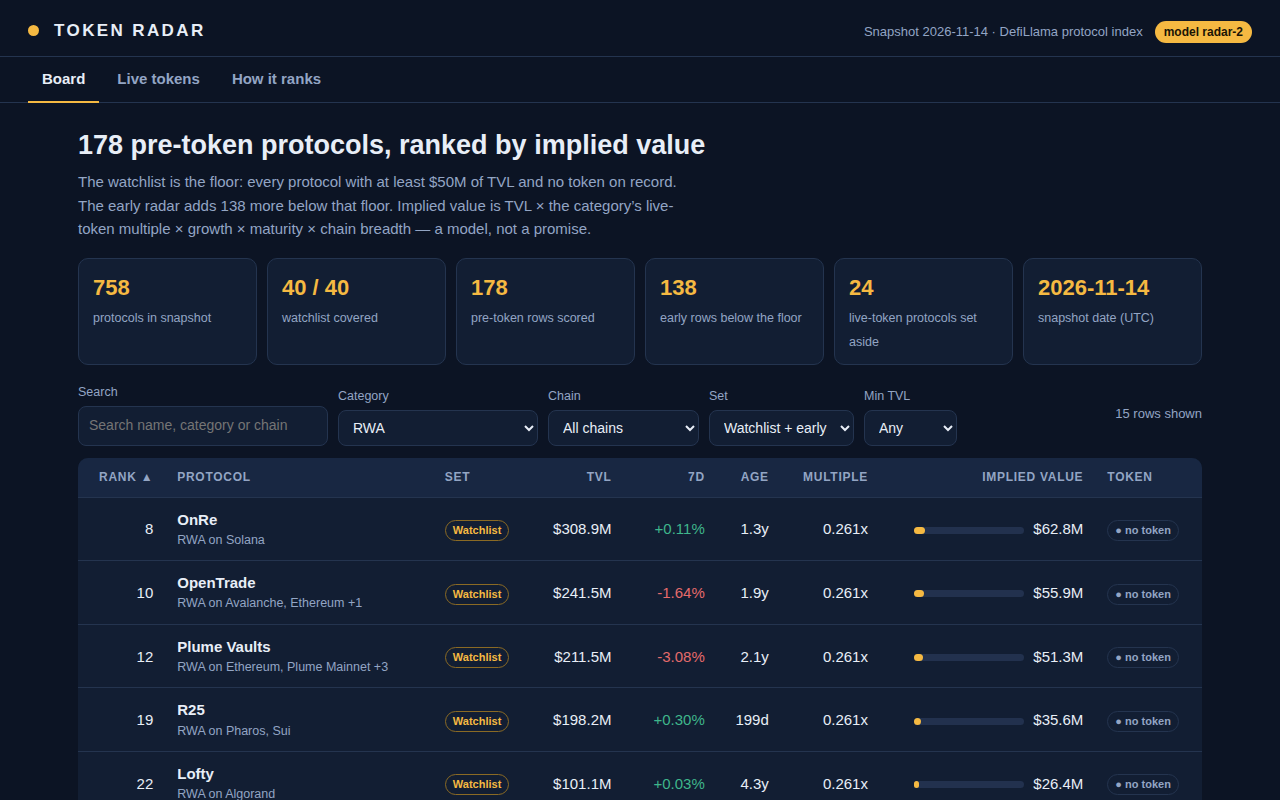 TOKEN RADAR
Snapshot 2026-11-14 · DefiLlama protocol index
model radar-2
Board
Live tokens
How it ranks
178 pre-token protocols, ranked by implied value
The watchlist is the floor: every protocol with at least $50M of TVL and no token on record.
The early radar adds 138 more below that floor. Implied value is TVL × the category's live-
token multiple × growth × maturity × chain breadth — a model, not a promise.
758
protocols in snapshot
40 / 40
watchlist covered
178
pre-token rows scored
138
early rows below the floor
24
live-token protocols set
aside
2026-11-14
snapshot date (UTC)
Search
Search name, category or chain
Category
RWA
Chain
All chains
Set
Watchlist + early
Min TVL
Any
15 rows shown
RANK ▲ PROTOCOL SET TVL 7D AGE MULTIPLE IMPLIED VALUE TOKEN
8 OnRe Watchlist $308.9M +0.11% 1.3y 0.261x $62.8M ● no token
RWA on Solana
10 OpenTrade Watchlist $241.5M -1.64% 1.9y 0.261x $55.9M ● no token
RWA on Avalanche, Ethereum +1
12 Plume Vaults Watchlist $211.5M -3.08% 2.1y 0.261x $51.3M ● no token
RWA on Ethereum, Plume Mainnet +3
19 R25 Watchlist $198.2M +0.30% 199d 0.261x $35.6M ● no token
RWA on Pharos, Sui
22 Lofty Watchlist $101.1M +0.03% 4.3y 0.261x $26.4M ● no token
RWA on Algorand